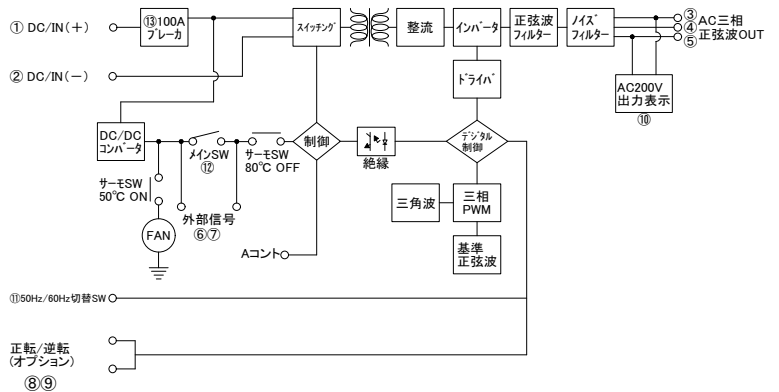 ① DC/IN(＋)
⑬100A
ブレーカ
スイッチング
整流
インバータ
正弦波
フィルター
ノイズ
フィルター
③
④
⑤
AC三相
正弦波OUT
② DC/IN(－)
ドライバ
AC200V
出力表示
⑩
DC/DC
コンバータ
メインSW
⑫
サーモSW
80℃ OFF
制御
絶縁
デジタル
制御
サーモSW
50℃ ON
外部信号
⑥⑦
三角波
三相
PWM
FAN
Aコント
基準
正弦波
⑪50Hz/60Hz切替SW
正転/逆転
(オプション)
⑧⑨